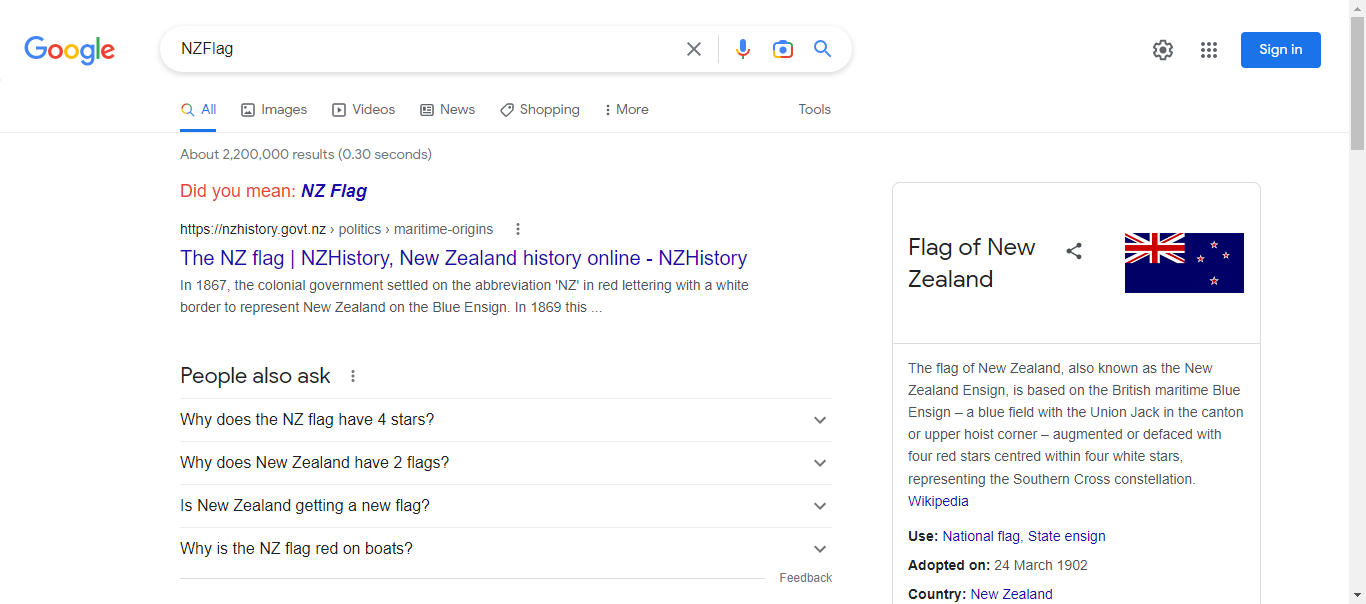 Google
NZFlag
Sign in
All
Images
Videos
News
Shopping
More
Tools
About 2,200,000 results (0.30 seconds)
Did you mean: NZ Flag
https://nzhistory.govt.nz › politics › maritime-origins
The NZ flag | NZHistory, New Zealand history online - NZHistory
In 1867, the colonial government settled on the abbreviation 'NZ' in red lettering with a white
border to represent New Zealand on the Blue Ensign. In 1869 this ...
People also ask
Why does the NZ flag have 4 stars?
Why does New Zealand have 2 flags?
Is New Zealand getting a new flag?
Why is the NZ flag red on boats?
Feedback
Flag of New
Zealand
The flag of New Zealand, also known as the New
Zealand Ensign, is based on the British maritime Blue
Ensign – a blue field with the Union Jack in the canton
or upper hoist corner – augmented or defaced with
four red stars centred within four white stars,
representing the Southern Cross constellation.
Wikipedia
Use: National flag, State ensign
Adopted on: 24 March 1902
Country: New Zealand